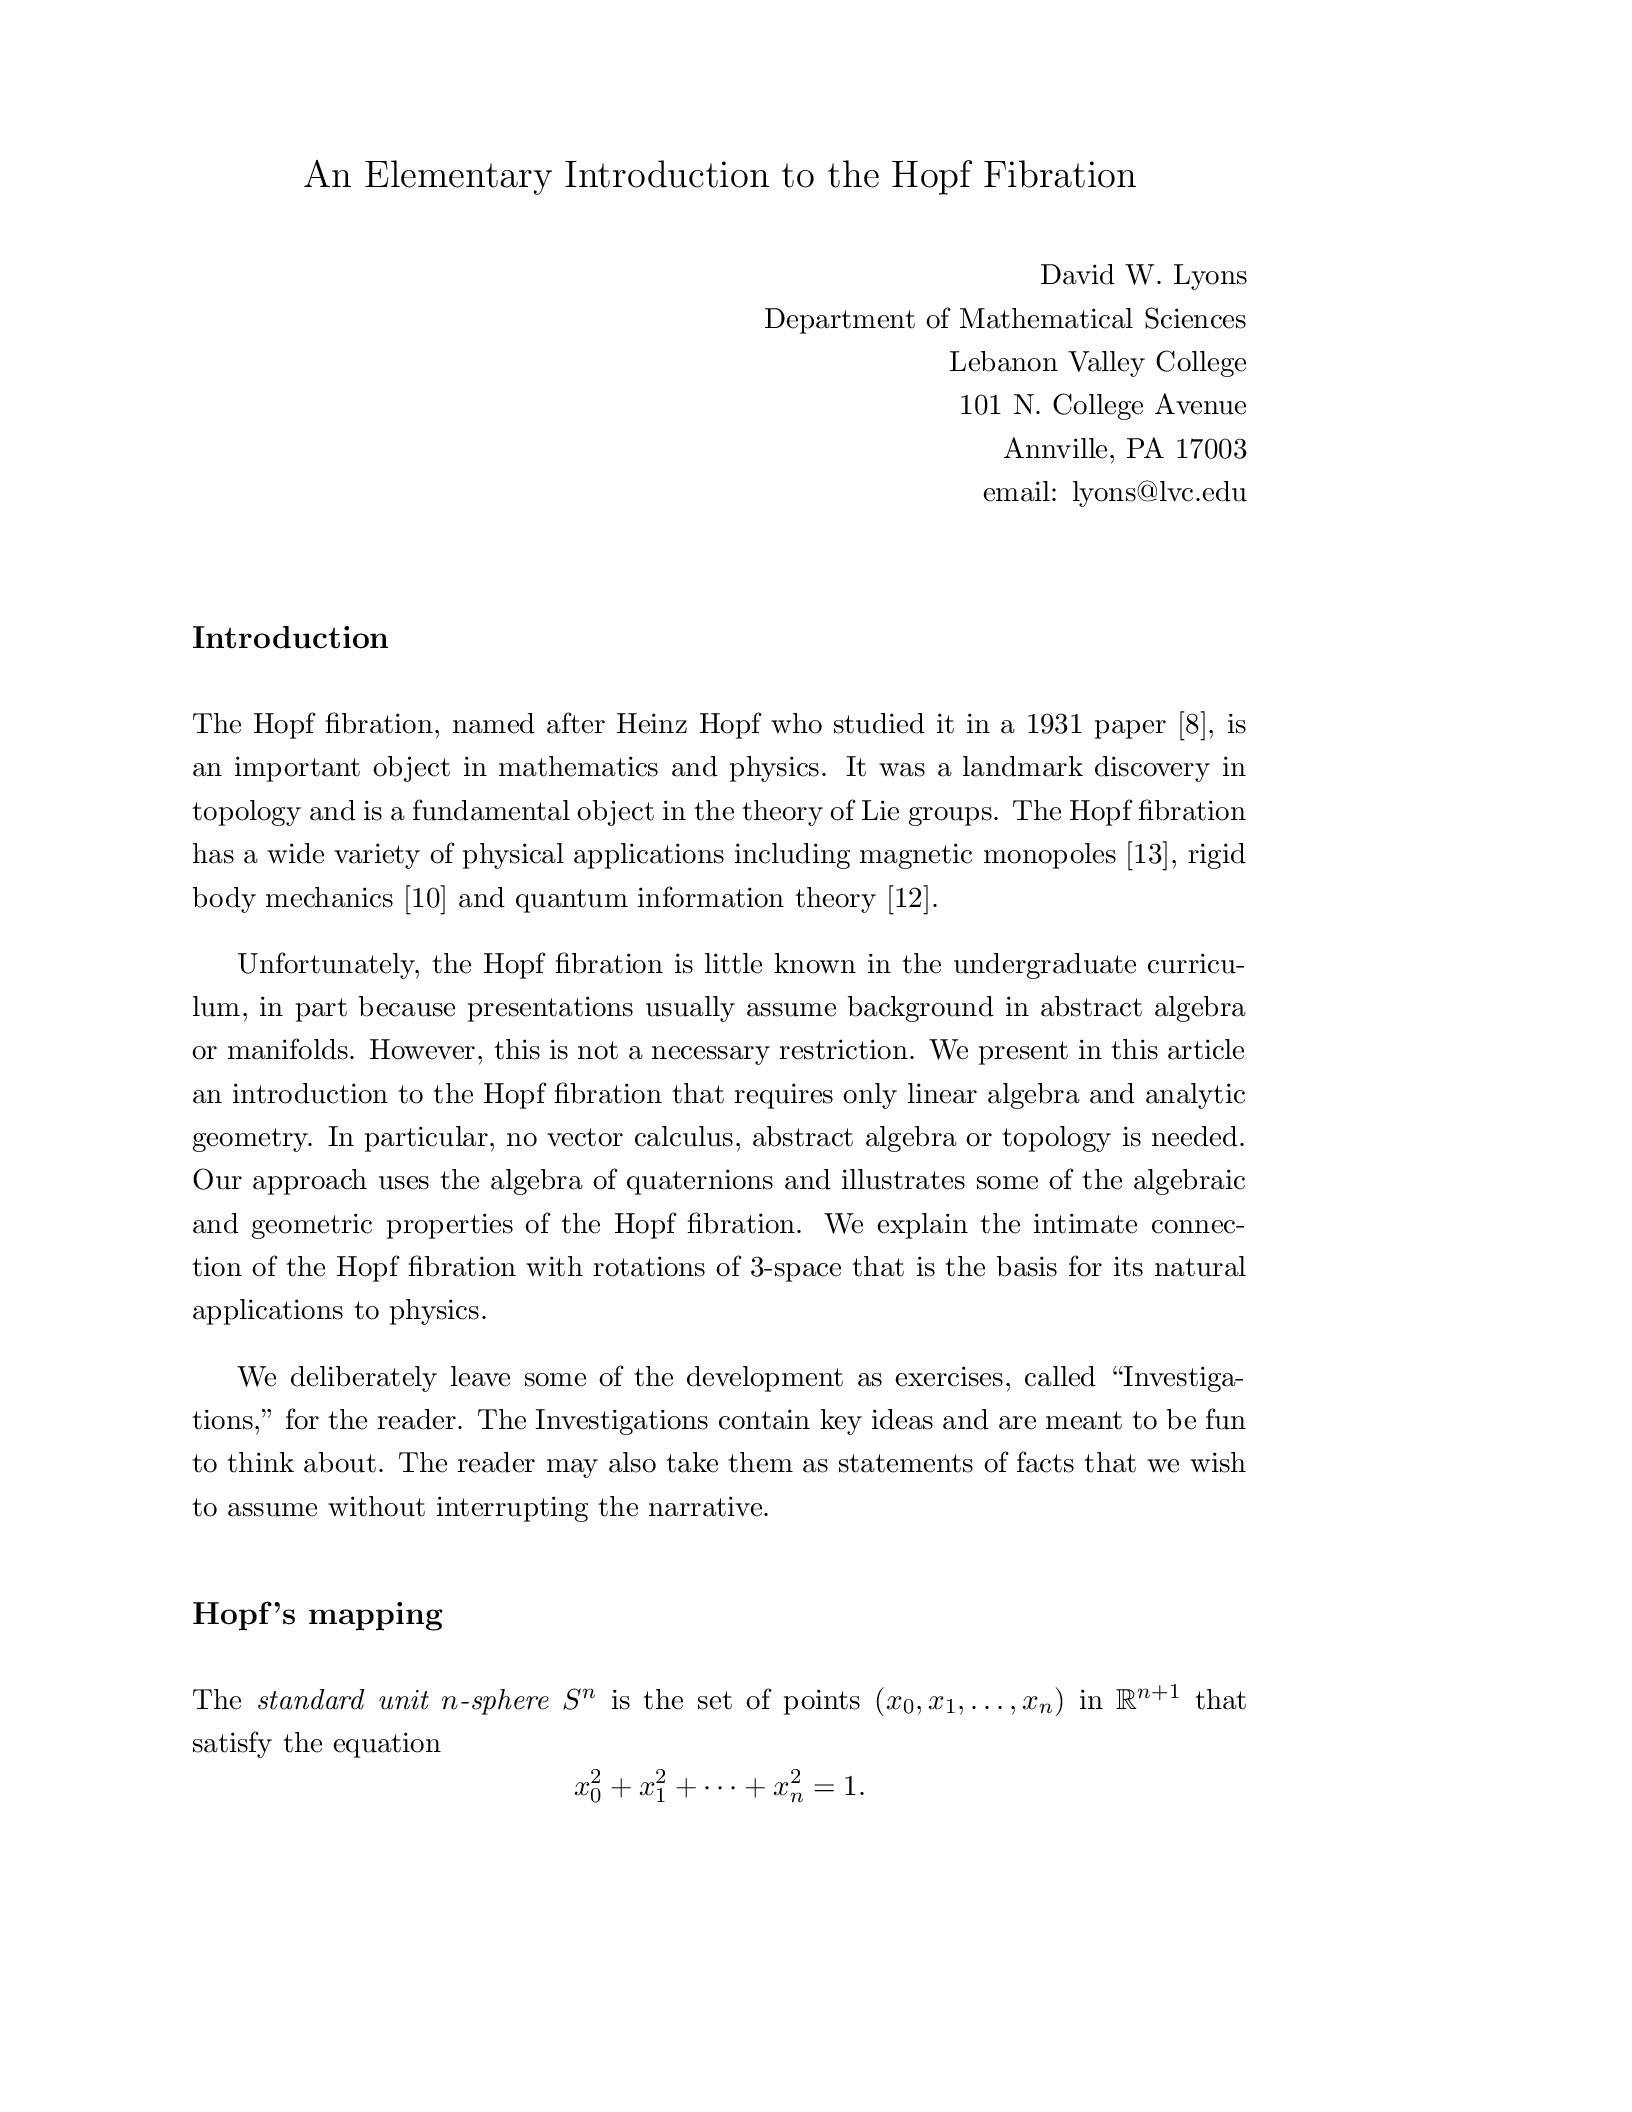 An Elementary Introduction to the Hopf Fibration
David W. Lyons
Department of Mathematical Sciences
Lebanon Valley College
101 N. College Avenue
Annville, PA 17003
email: lyons@lvc.edu
Introduction
The Hopf fibration, named after Heinz Hopf who studied it in a 1931 paper [8], is
an important object in mathematics and physics. It was a landmark discovery in
topology and is a fundamental object in the theory of Lie groups. The Hopf fibration
has a wide variety of physical applications including magnetic monopoles [13], rigid
body mechanics [10] and quantum information theory [12].
Unfortunately, the Hopf fibration is little known in the undergraduate curricu-
lum, in part because presentations usually assume background in abstract algebra
or manifolds. However, this is not a necessary restriction. We present in this article
an introduction to the Hopf fibration that requires only linear algebra and analytic
geometry. In particular, no vector calculus, abstract algebra or topology is needed.
Our approach uses the algebra of quaternions and illustrates some of the algebraic
and geometric properties of the Hopf fibration. We explain the intimate connec-
tion of the Hopf fibration with rotations of 3-space that is the basis for its natural
applications to physics.
We deliberately leave some of the development as exercises, called “Investiga-
tions,” for the reader. The Investigations contain key ideas and are meant to be fun
to think about. The reader may also take them as statements of facts that we wish
to assume without interrupting the narrative.
Hopf’s mapping
The standard unit n-sphere $S^n$ is the set of points $(x_0, x_1, \ldots, x_n)$ in $\mathbb{R}^{n+1}$ that
satisfy the equation
$x_0^2 + x_1^2 + \cdots + x_n^2 = 1.$